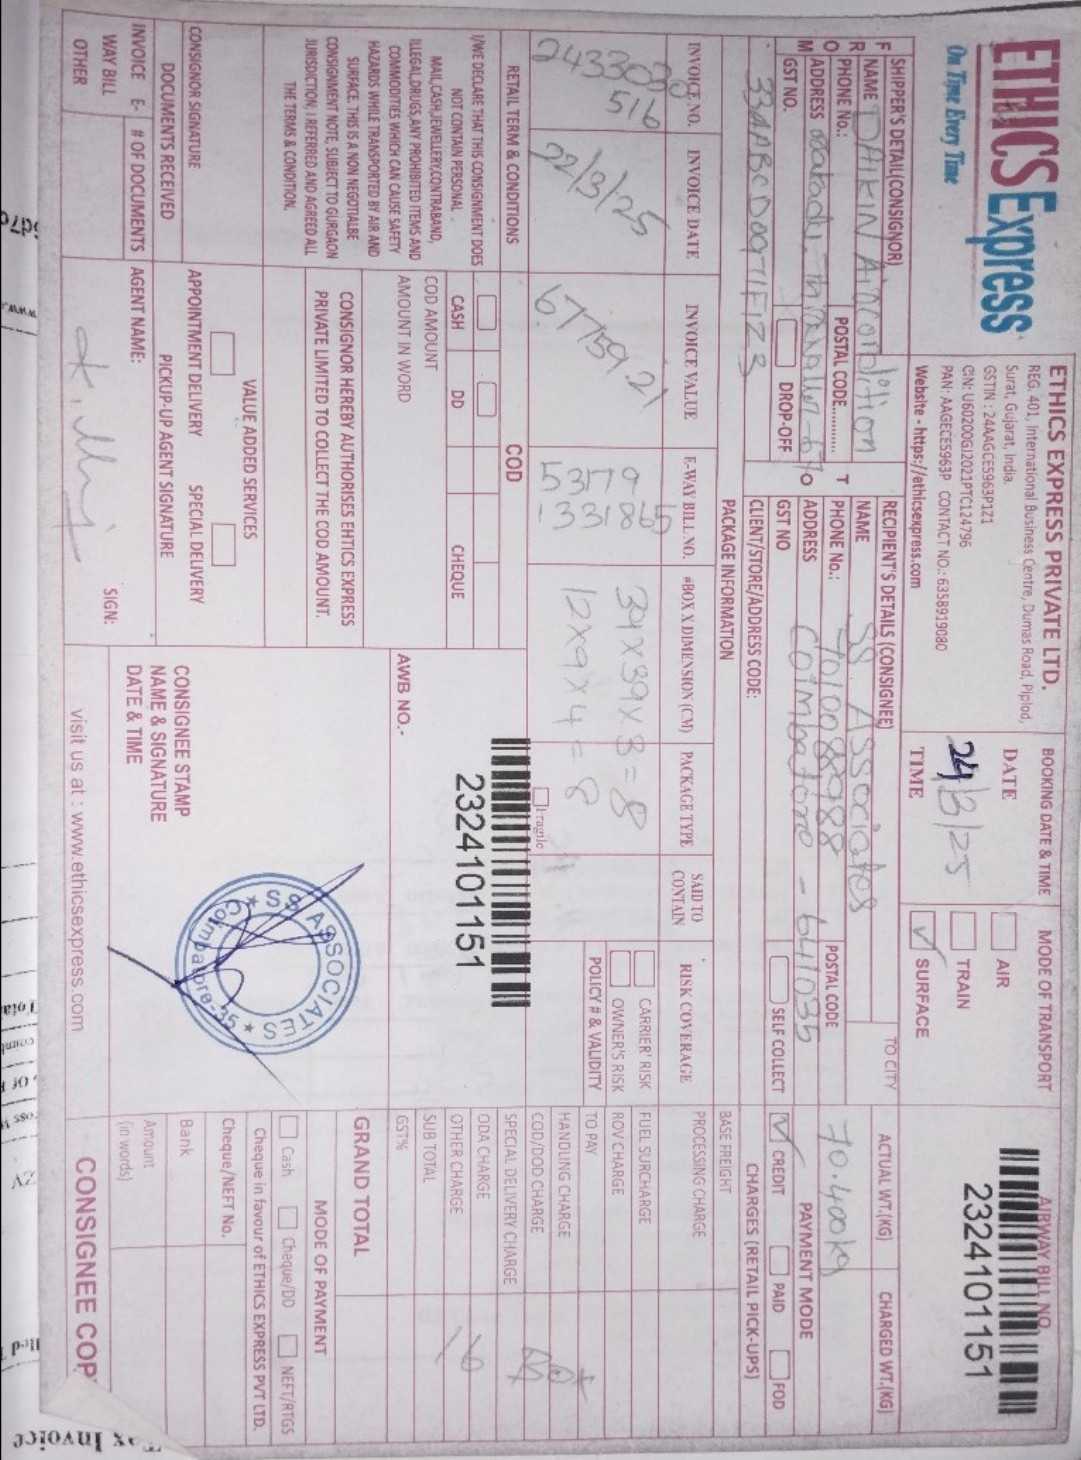 ETHICS Express
On Time Every Time
ETHICS EXPRESS PRIVATE LTD.
REG. 401, International Business Centre, Dumas Road, Piplod,
Surat, Gujarat, India.
GSTIN : 24AAGCE5963P1Z1
CIN: U60200GJ2021PTC124796
PAN: AAGECE5963P CONTACT NO.: 6358919080
Website - https://ethicsexpress.com
BOOKING DATE & TIME
DATE
24/3/25
TIME
MODE OF TRANSPORT
AIR
TRAIN
SURFACE
AIRWAY BILL NO.
2324101151
SHIPPER'S DETAIL(CONSIGNOR)
FROM
NAME DAIKIN Aircondition
PHONE No.:
POSTAL CODE............
ADDRESS
GST NO.
DROP-OFF
33AABCD0971F1Z3
TO
RECIPIENT'S DETAILS (CONSIGNEE)
TO CITY
NAME SS Associates
PHONE No.: 7010088988
POSTAL CODE
ADDRESS Coimbatore - 641035
GST NO
SELF COLLECT
CLIENT/STORE/ADDRESS CODE:
ACTUAL WT.(KG)
CHARGED WT.(KG)
70.400kg
PAYMENT MODE
CREDIT
PAID
FOD
CHARGES (RETAIL PICK-UPS)
PACKAGE INFORMATION
INVOICE NO.
INVOICE DATE
INVOICE VALUE
E-WAY BILL NO.
#BOX X DIMENSION (CM)
PACKAGE TYPE
SAID TO CONTAIN
RISK COVERAGE
516
22/3/25
67759.21
53179
331865
39X39X3=8
12X9X4=8
Fragile
CARRIER' RISK
OWNER'S RISK
POLICY # & VALIDITY
BASE FREIGHT
PROCESSING CHARGE
FUEL SURCHARGE
ROV CHARGE
TO PAY
HANDLING CHARGE
COD/DOD CHARGE
SPECIAL DELIVERY CHARGE
ODA CHARGE
OTHER CHARGE
SUB TOTAL
GST%
GRAND TOTAL
16
RETAIL TERM & CONDITIONS
I/WE DECLARE THAT THIS CONSIGNMENT DOES
NOT CONTAIN PERSONAL
MAIL,CASH,JEWELLERY,CONTRABAND,
ILLEGAL,DRUGS,ANY PROHIBITED ITEMS AND
COMMODITIES WHICH CAN CAUSE SAFETY
HAZARDS WHILE TRANSPORTED BY AIR AND
SURFACE. THIS IS A NON NEGOTIALBE
CONSIGNMENT NOTE, SUBJECT TO GURGAON
JURISDICTION, I REFERRED AND AGREED ALL
THE TERMS & CONDITION.
COD
CASH
DD
CHEQUE
COD AMOUNT
AMOUNT IN WORD
CONSIGNOR HEREBY AUTHORISES EHTICS EXPRESS
PRIVATE LIMITED TO COLLECT THE COD AMOUNT.
VALUE ADDED SERVICES
APPOINTMENT DELIVERY
SPECIAL DELIVERY
CONSIGNOR SIGNATURE
DOCUMENTS RECEIVED
INVOICE E-
WAY BILL
OTHER
# OF DOCUMENTS
PICKUP-UP AGENT SIGNATURE
AGENT NAME:
SIGN:
2324101151
AWB NO.-
SS ASSOCIATES
Coimbatore-35
CONSIGNEE STAMP
NAME & SIGNATURE
DATE & TIME
visit us at : www.ethicsexpress.com
MODE OF PAYMENT
Cash
Cheque/DD
NEFT/RTGS
Cheque in favour of ETHICS EXPRESS PVT LTD.
Cheque/NEFT No.
Bank
Amount
(in words)
CONSIGNEE COP
Tax Invoice